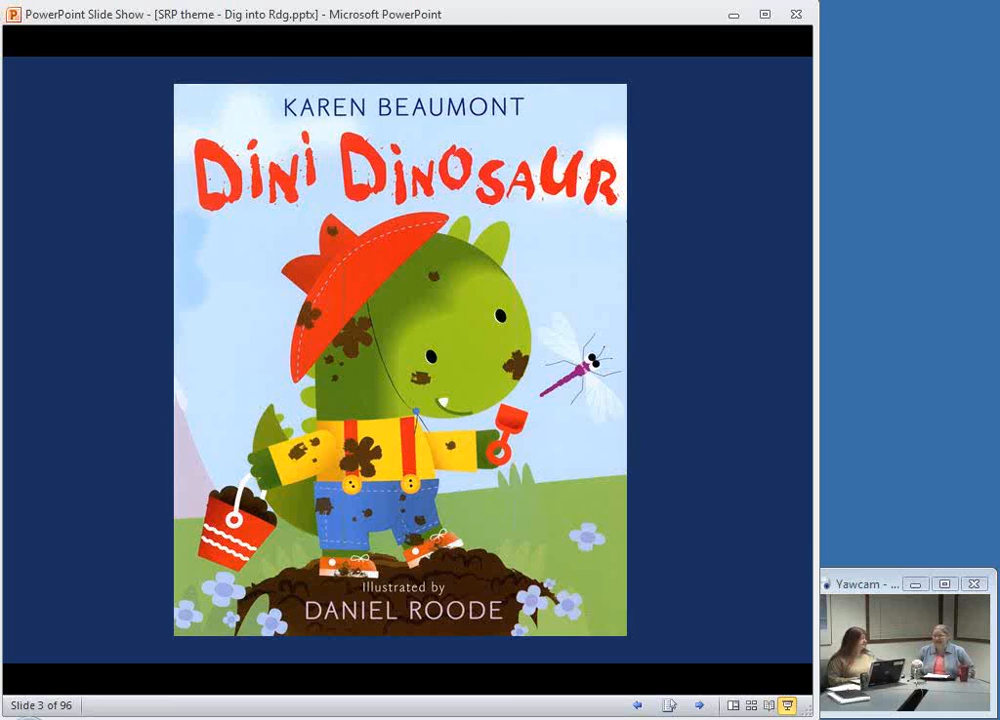 PowerPoint Slide Show - [SRP theme - Dig into Rdg.pptx] - Microsoft PowerPoint
KAREN BEAUMONT
DINI DINOSAUR
Illustrated by
DANIEL ROODE
Yawcam - ...
Slide 3 of 96